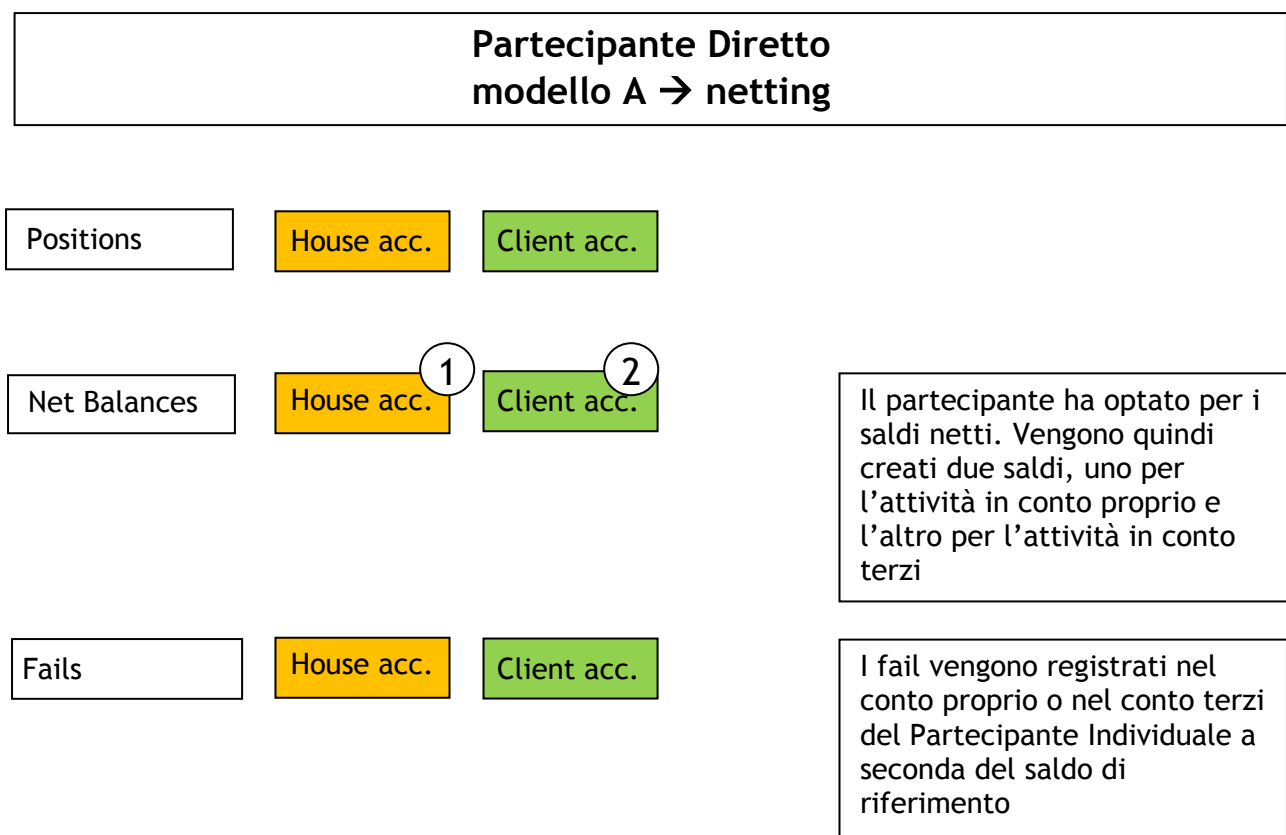 Partecipante Diretto
modello A → netting
Positions
House acc.
Client acc.
Net Balances
House acc.
1
Client acc.
2
Il partecipante ha optato per i
saldi netti. Vengono quindi
creati due saldi, uno per
l’attività in conto proprio e
l’altro per l’attività in conto
terzi
Fails
House acc.
Client acc.
I fail vengono registrati nel
conto proprio o nel conto terzi
del Partecipante Individuale a
seconda del saldo di
riferimento